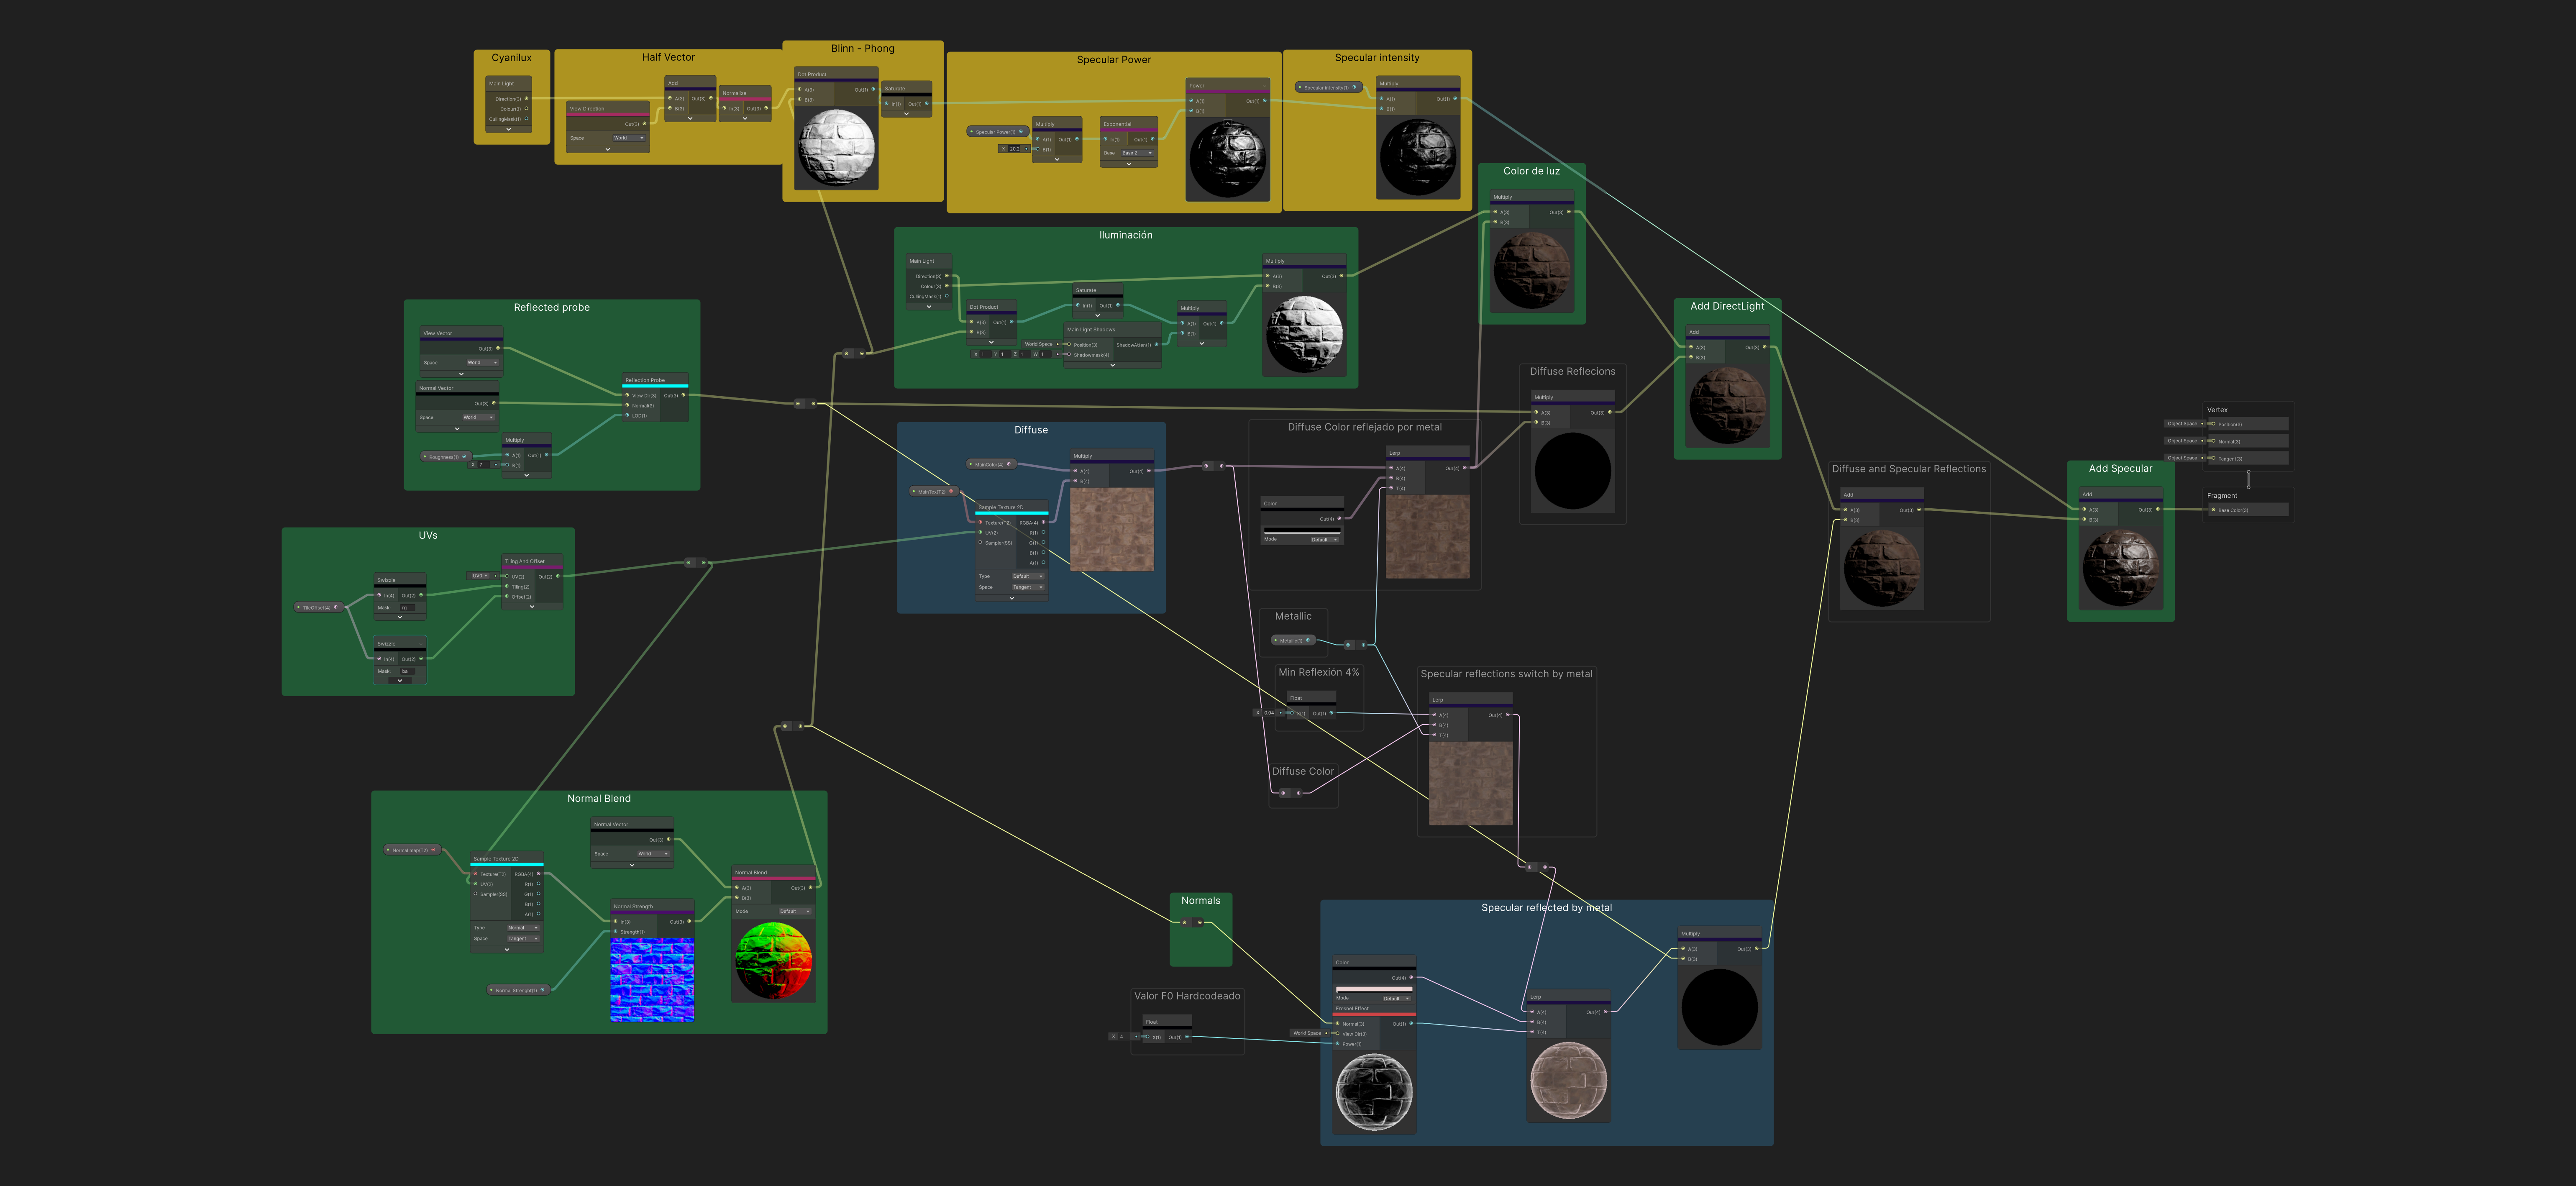 Cyanilux
Main Light
Direction(3)
Colour(3)
CullingMask(1)
Half Vector
View Direction
Out(3)
Space World
Add
A(3) Out(3)
B(3)
Normalize
In(3) Out(3)
Blinn - Phong
Dot Product
A(3) Out(1)
B(3)
Saturate
In(1) Out(1)
Specular Power
Specular Power(1)
Multiply
A(1) Out(1)
X 20.2 B(1)
Exponential
In(1) Out(1)
Base Base 2
Power
A(1) Out(1)
B(1)
Specular intensity
Specular Intensity(1)
Multiply
A(1) Out(1)
B(1)
Color de luz
Multiply
A(3) Out(3)
B(3)
Iluminación
Main Light
Direction(3)
Colour(3)
CullingMask(1)
Dot Product
A(3) Out(1)
B(3)
Saturate
In(1) Out(1)
Main Light Shadows
World Space Position(3) ShadowAtten(1)
X 1 Y 1 Z 1 W 1 Shadowmask(4)
Multiply
A(1) Out(1)
B(1)
Multiply
A(3) Out(3)
B(3)
Reflected probe
View Vector
Out(3)
Space World
Normal Vector
Out(3)
Space World
Reflection Probe
View Dir(3) Out(3)
Normal(3)
LOD(1)
Roughness(1)
Multiply
A(1) Out(1)
X 7 B(1)
Add DirectLight
Add
A(3) Out(3)
B(3)
Diffuse Reflecions
Multiply
A(3) Out(3)
B(3)
Diffuse
MainColor(4)
MainTex(T2)
Sample Texture 2D
Texture(T2) RGBA(4)
UV(2) R(1)
Sampler(SS) G(1)
B(1)
A(1)
Type Default
Space Tangent
Multiply
A(4) Out(4)
B(4)
Diffuse Color reflejado por metal
Color
Out(4)
Mode Default
Lerp
A(4) Out(4)
B(4)
T(4)
Vertex
Object Space Position(3)
Object Space Normal(3)
Object Space Tangent(3)
Fragment
Base Color(3)
Diffuse and Specular Reflections
Add
A(3) Out(3)
B(3)
Add Specular
Add
A(3) Out(3)
B(3)
UVs
TileOffset(4)
Swizzle
In(4) Out(2)
Mask: rg
Swizzle
In(4) Out(2)
Mask: ba
Tiling And Offset
UV0 UV(2) Out(2)
Tiling(2)
Offset(2)
Metallic
Metallic(1)
Min Reflexión 4%
Float
X 0.04 X(1) Out(1)
Diffuse Color
Specular reflections switch by metal
Lerp
A(4) Out(4)
B(4)
T(4)
Normal Blend
Normal map(T2)
Sample Texture 2D
Texture(T2) RGBA(4)
UV(2) R(1)
Sampler(SS) G(1)
B(1)
A(1)
Type Normal
Space Tangent
Normal Strenght(1)
Normal Vector
Out(3)
Space World
Normal Strength
In(3) Out(3)
Strength(1)
Normal Blend
A(3) Out(3)
B(3)
Mode Default
Normals
Valor F0 Hardcodeado
Float
X 4 X(1) Out(1)
Specular reflected by metal
Color
Out(4)
Mode Default
Fresnel Effect
Normal(3) Out(1)
World Space View Dir(3)
Power(1)
Lerp
A(4) Out(4)
B(4)
T(4)
Multiply
A(3) Out(3)
B(3)